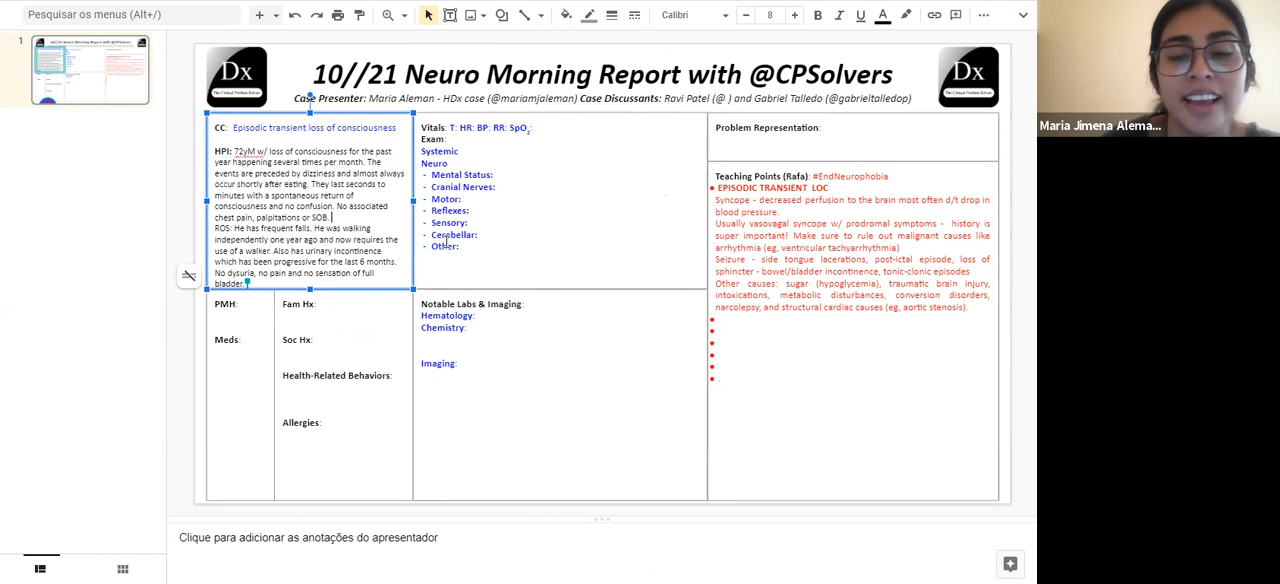 Pesquisar os menus (Alt+/)
Calibri
8
B I U A
1
Dx
The Clinical Problem Solvers
10//21 Neuro Morning Report with @CPSolvers
Case Presenter: Maria Aleman - HDx case (@mariamjaleman) Case Discussants: Ravi Patel (@ ) and Gabriel Talledo (@gabrieltalledop)
Dx
The Clinical Problem Solvers
CC: Episodic transient loss of consciousness
HPI: 72yM w/ loss of consciousness for the past
year happening several times per month. The
events are preceded by dizziness and almost always
occur shortly after eating. They last seconds to
minutes with a spontaneous return of
consciousness and no confusion. No associated
chest pain, palpitations or SOB.
ROS: He has frequent falls. He was walking
independently one year ago and now requires the
use of a walker. Also has urinary incontinence
which has been progressive for the last 6 months.
No dysuria, no pain and no sensation of full
bladder.
PMH:
Meds:
Fam Hx:
Soc Hx:
Health-Related Behaviors:
Allergies:
Vitals: T: HR: BP: RR: SpO2:
Exam:
Systemic
Neuro
- Mental Status:
- Cranial Nerves:
- Motor:
- Reflexes:
- Sensory:
- Cerebellar:
- Other:
Notable Labs & Imaging:
Hematology:
Chemistry:
Imaging:
Problem Representation:
Teaching Points (Rafa): #EndNeurophobia
• EPISODIC TRANSIENT LOC
Syncope - decreased perfusion to the brain most often d/t drop in
blood pressure.
Usually vasovagal syncope w/ prodromal symptoms - history is
super important! Make sure to rule out malignant causes like
arrhythmia (eg, ventricular tachyarrhythmia)
Seizure - side tongue lacerations, post-ictal episode, loss of
sphincter - bowel/bladder incontinence, tonic-clonic episodes
Other causes: sugar (hypoglycemia), traumatic brain injury,
intoxications, metabolic disturbances, conversion disorders,
narcolepsy, and structural cardiac causes (eg, aortic stenosis).
•
•
•
•
•
• .
Clique para adicionar as anotações do apresentador
Maria Jimena Alema...